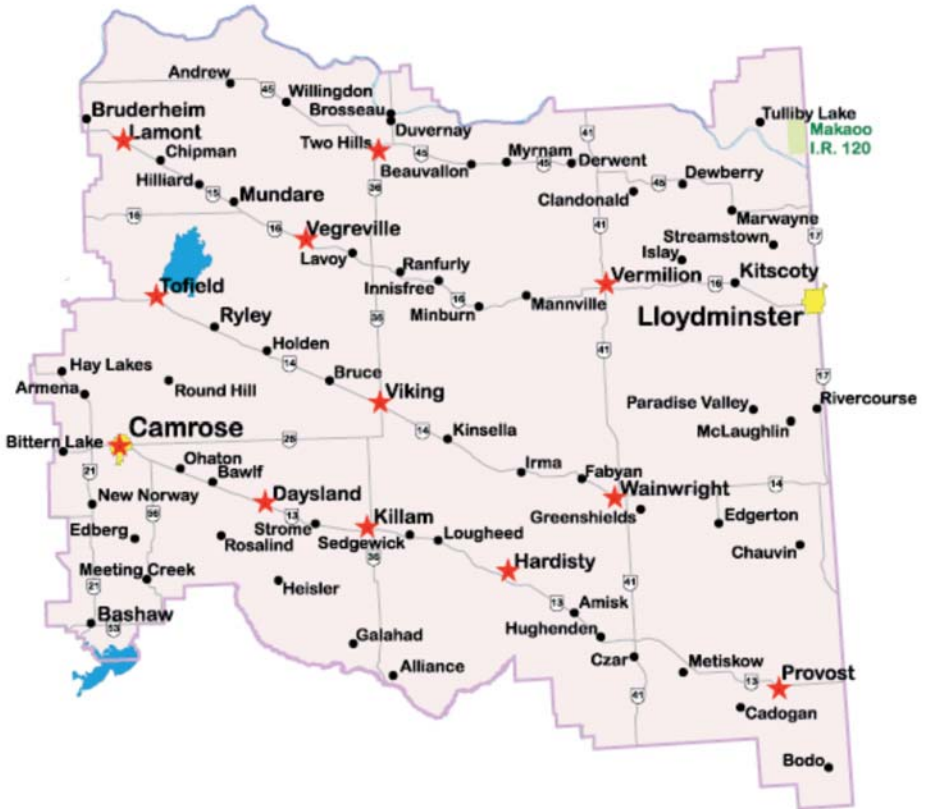 Andrew
45
Willingdon
Brosseau
Bruderheim
Duvernay
Tulliby Lake
Makaoo
I.R. 120
Lamont
Two Hills
41
Chipman
45
Myrnam
45
Derwent
Beauvallon
Hilliard
15
Mundare
36
Clandonald
45
Dewberry
16
16
Vegreville
41
Marwayne
Streamstown
17
Lavoy
Ranfurly
Islay
Innisfree
16
Vermilion
16
Kitscoty
Tofield
Minburn
Mannville
Lloydminster
Ryley
36
Holden
14
41
Hay Lakes
Bruce
17
Armena
Round Hill
Viking
Paradise Valley
Rivercourse
Camrose
14
Kinsella
McLaughlin
Bittern Lake
26
Ohaton
Irma
21
Bawlf
Fabyan
14
New Norway
Daysland
Wainwright
56
13
Killam
Greenshields
Edgerton
Edberg
Strome
Sedgewick
Lougheed
Rosalind
Chauvin
36
Hardisty
Meeting Creek
21
Heisler
41
13
Amisk
Bashaw
53
Hughenden
Galahad
Czar
Metiskow
Alliance
13
Provost
41
Cadogan
Bodo